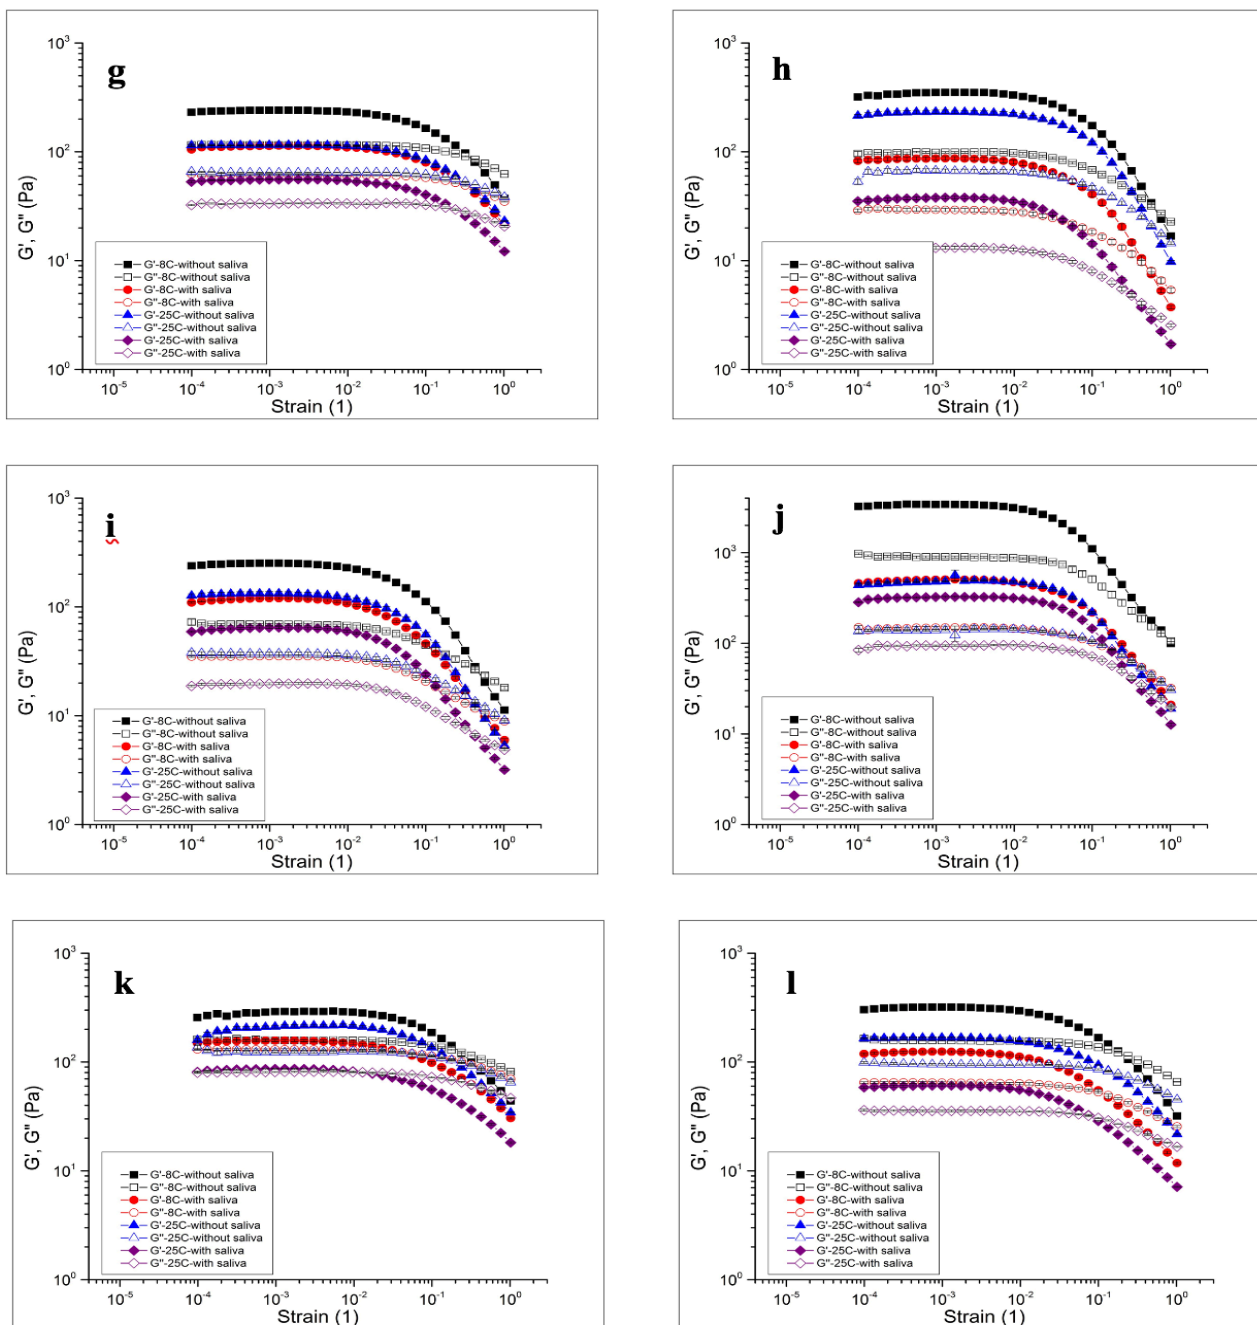 g
10³
10²
10¹
10⁰
G', G'' (Pa)
G'-8C-without saliva
G''-8C-without saliva
G'-8C-with saliva
G''-8C-with saliva
G'-25C-without saliva
G''-25C-without saliva
G'-25C-with saliva
G''-25C-with saliva
10⁻⁵ 10⁻⁴ 10⁻³ 10⁻² 10⁻¹ 10⁰
Strain (1)
h
10³
10²
10¹
10⁰
G', G'' (Pa)
G'-8C-without saliva
G''-8C-without saliva
G'-8C-with saliva
G''-8C-with saliva
G'-25C-without saliva
G''-25C-without saliva
G'-25C-with saliva
G''-25C-with saliva
10⁻⁵ 10⁻⁴ 10⁻³ 10⁻² 10⁻¹ 10⁰
Strain (1)
i
10³
10²
10¹
10⁰
G', G'' (Pa)
G'-8C-without saliva
G''-8C-without saliva
G'-8C-with saliva
G''-8C-with saliva
G'-25C-without saliva
G''-25C-without saliva
G'-25C-with saliva
G''-25C-with saliva
10⁻⁵ 10⁻⁴ 10⁻³ 10⁻² 10⁻¹ 10⁰
Strain (1)
j
10³
10²
10¹
10⁰
G', G'' (Pa)
G'-8C-without saliva
G''-8C-without saliva
G'-8C-with saliva
G''-8C-with saliva
G'-25C-without saliva
G''-25C-without saliva
G'-25C-with saliva
G''-25C-with saliva
10⁻⁵ 10⁻⁴ 10⁻³ 10⁻² 10⁻¹ 10⁰
Strain (1)
k
10³
10²
10¹
10⁰
G', G'' (Pa)
G'-8C-without saliva
G''-8C-without saliva
G'-8C-with saliva
G''-8C-with saliva
G'-25C-without saliva
G''-25C-without saliva
G'-25C-with saliva
G''-25C-with saliva
10⁻⁵ 10⁻⁴ 10⁻³ 10⁻² 10⁻¹ 10⁰
Strain (1)
l
10³
10²
10¹
10⁰
G', G'' (Pa)
G'-8C-without saliva
G''-8C-without saliva
G'-8C-with saliva
G''-8C-with saliva
G'-25C-without saliva
G''-25C-without saliva
G'-25C-with saliva
G''-25C-with saliva
10⁻⁵ 10⁻⁴ 10⁻³ 10⁻² 10⁻¹ 10⁰
Strain (1)